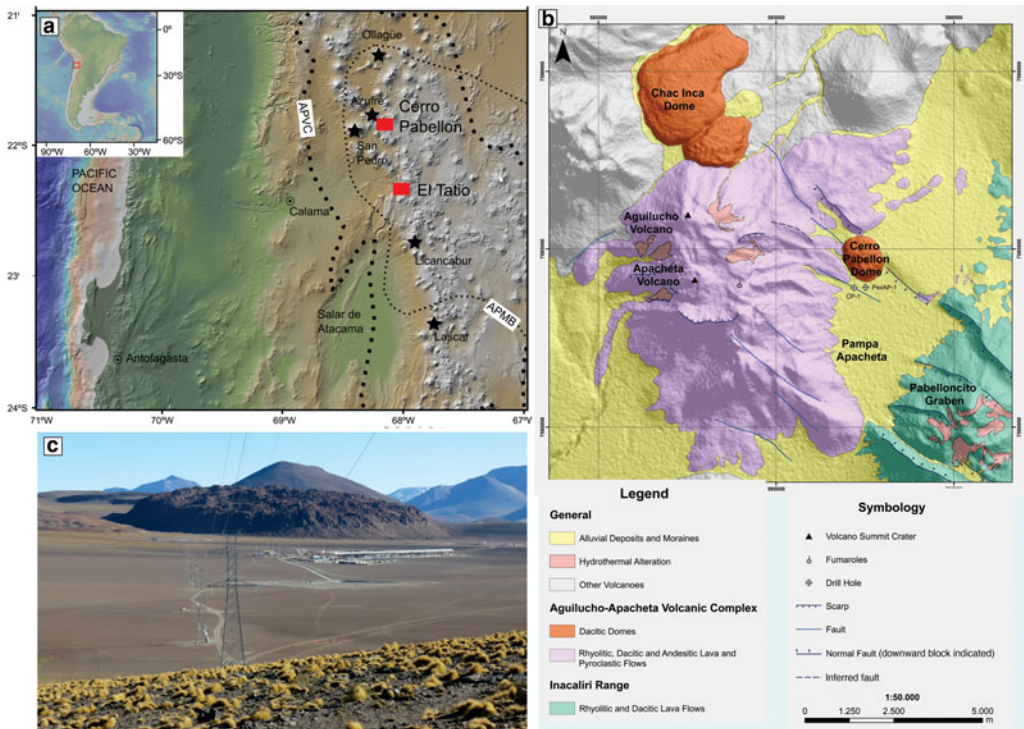 a
0°
30°S
60°S
90°W
60°W
30°W
21°
22°S
23°
24°S
71°W
70°W
69°W
68°W
67°W
PACIFIC
OCEAN
Ollagüe
Azufre
Cerro
Pabellon
San
Pedro
El Tatio
APVC
Calama
Licancabur
Salar de
Atacama
Lascar
APMB
Antofagasta
b
N
Chac Inca
Dome
Aguilucho
Volcano
Apacheta
Volcano
Cerro
Pabellon
Dome
CP-1
PexAP-1
Pampa
Apacheta
Pabelloncito
Graben
c
Legend
General
Alluvial Deposits and Moraines
Hydrothermal Alteration
Other Volcanoes
Aguilucho-Apacheta Volcanic Complex
Dacitic Domes
Rhyolitic, Dacitic and Andesitic Lava and
Pyroclastic Flows
Inacaliri Range
Rhyolitic and Dacitic Lava Flows
Symbology
Volcano Summit Crater
Fumaroles
Drill Hole
Scarp
Fault
Normal Fault (downward block indicated)
Inferred fault
1:50.000
0 1.250 2.500 5.000
m